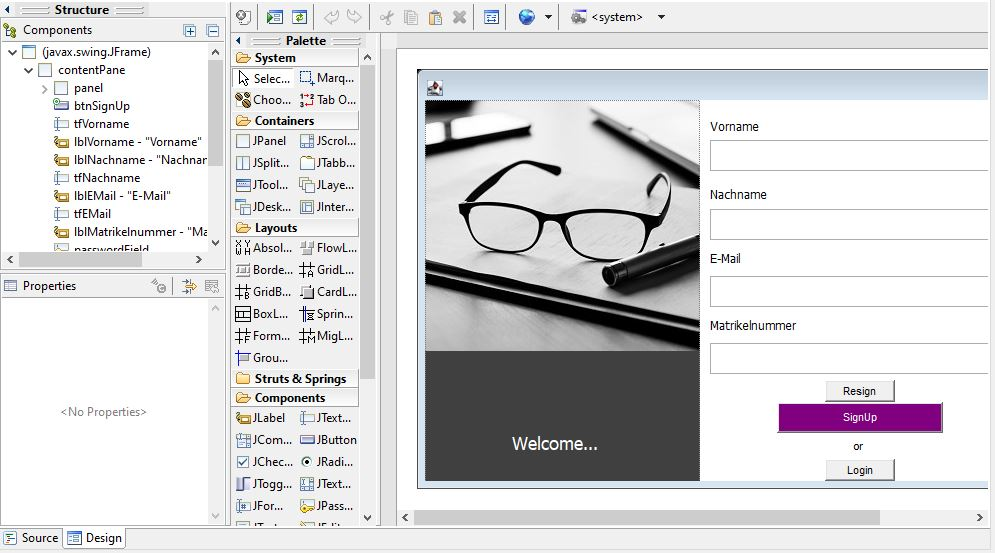 Structure
Components
(javax.swing.JFrame)
contentPane
panel
btnSignUp
tfVorname
lblVorname - "Vorname"
lblNachname - "Nachnan
tfNachname
lblEMail - "E-Mail"
tfEMail
lblMatrikelnummer - "Ma
passwordField
Properties
<No Properties>
Source Design
<system>
Palette
System
Selec... Marq...
Choo... Tab O...
Containers
JPanel JScrol...
JSplit... JTabb...
JTool... JLaye...
JDesk... JInter...
Layouts
Absol... FlowL...
Borde... GridL...
GridB... CardL...
BoxL... Sprin...
Form... MigL...
Grou...
Struts & Springs
Components
JLabel JText...
JCom... JButton
JChec... JRadi...
JTogg... JText...
JFor... JPass...
Welcome...
Vorname
Nachname
E-Mail
Matrikelnummer
Resign
SignUp
or
Login